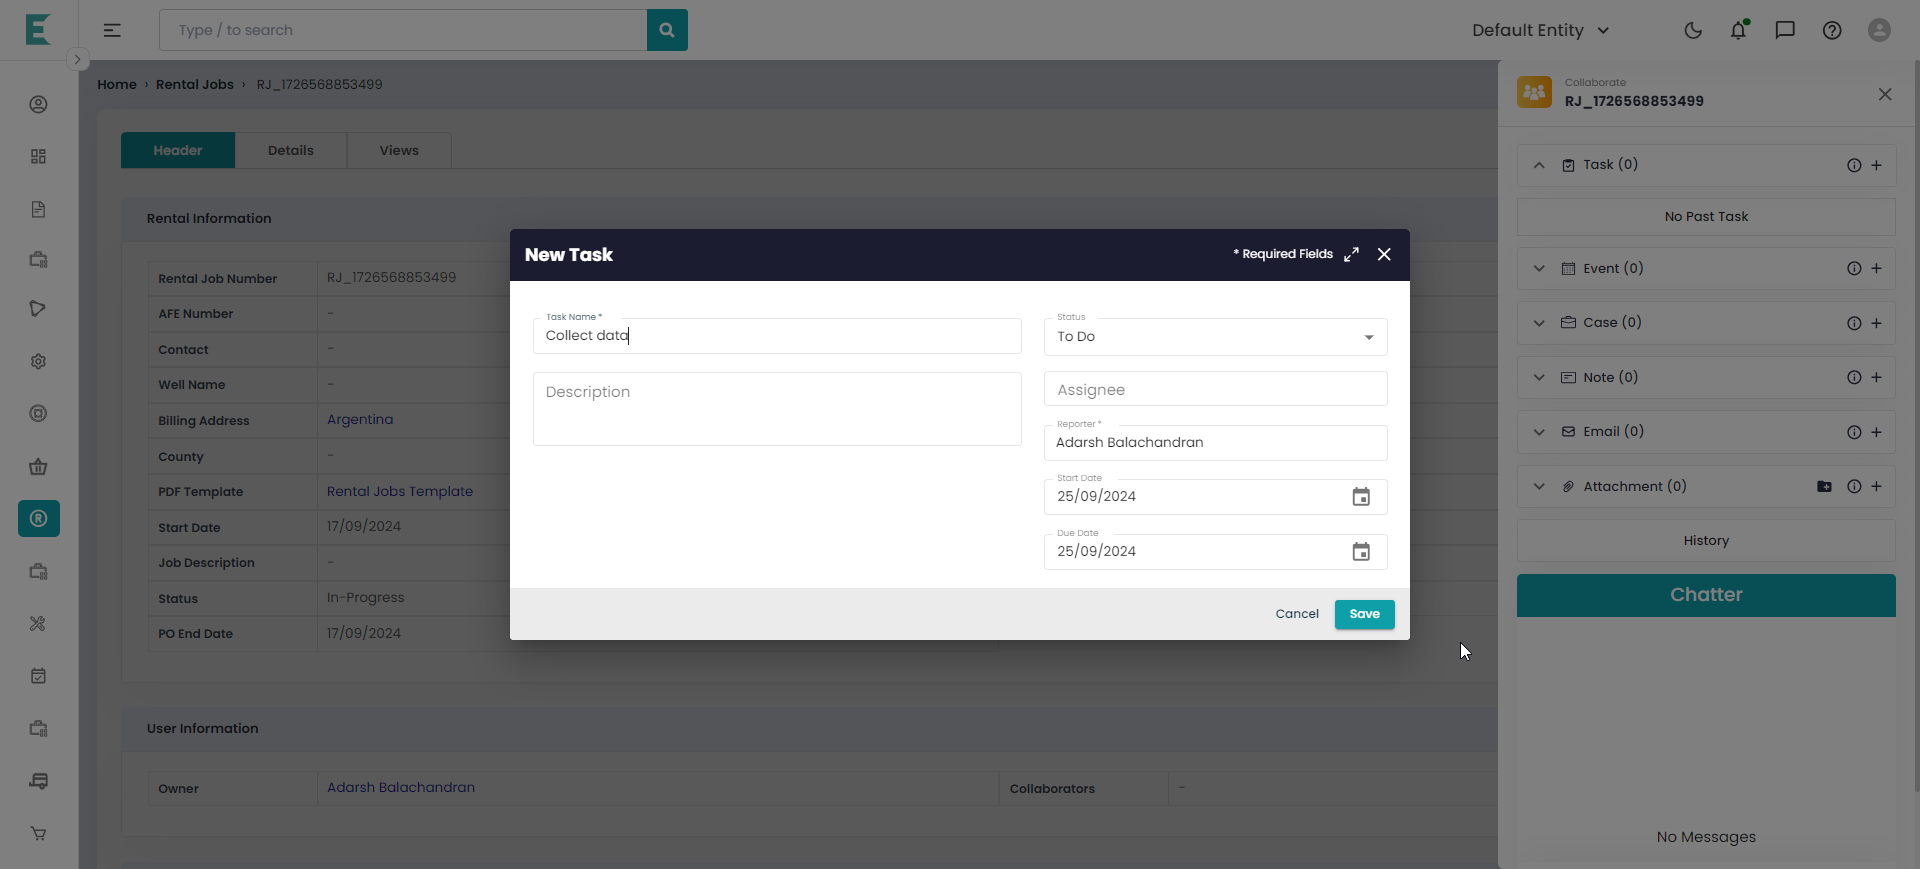 Type / to search
Default Entity
Home › Rental Jobs › RJ_1726568853499
Header
Details
Views
Rental Information
Rental Job Number
RJ_1726568853499
AFE Number
-
Contact
-
Well Name
-
Billing Address
Argentina
County
-
PDF Template
Rental Jobs Template
Start Date
17/09/2024
Job Description
-
Status
In-Progress
PO End Date
17/09/2024
User Information
Owner
Adarsh Balachandran
Collaborators
-
New Task
* Required Fields
Task Name *
Collect data
Description
Status
To Do
Assignee
Reporter *
Adarsh Balachandran
Start Date
25/09/2024
Due Date
25/09/2024
Cancel
Save
Collaborate
RJ_1726568853499
Task (0)
No Past Task
Event (0)
Case (0)
Note (0)
Email (0)
Attachment (0)
History
Chatter
No Messages